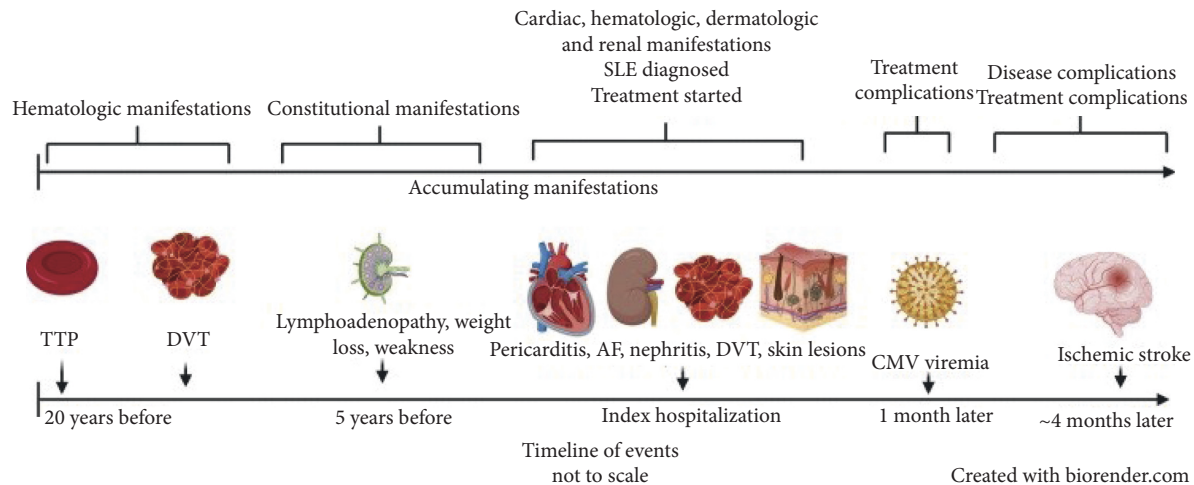 Cardiac, hematologic, dermatologic
and renal manifestations
SLE diagnosed
Treatment started
Treatment
complications
Disease complications
Treatment complications
Hematologic manifestations
Constitutional manifestations
Accumulating manifestations
TTP
DVT
Lymphoadenopathy, weight
loss, weakness
Pericarditis, AF, nephritis, DVT, skin lesions
CMV viremia
Ischemic stroke
20 years before
5 years before
Index hospitalization
1 month later
~4 months later
Timeline of events
not to scale
Created with biorender.com